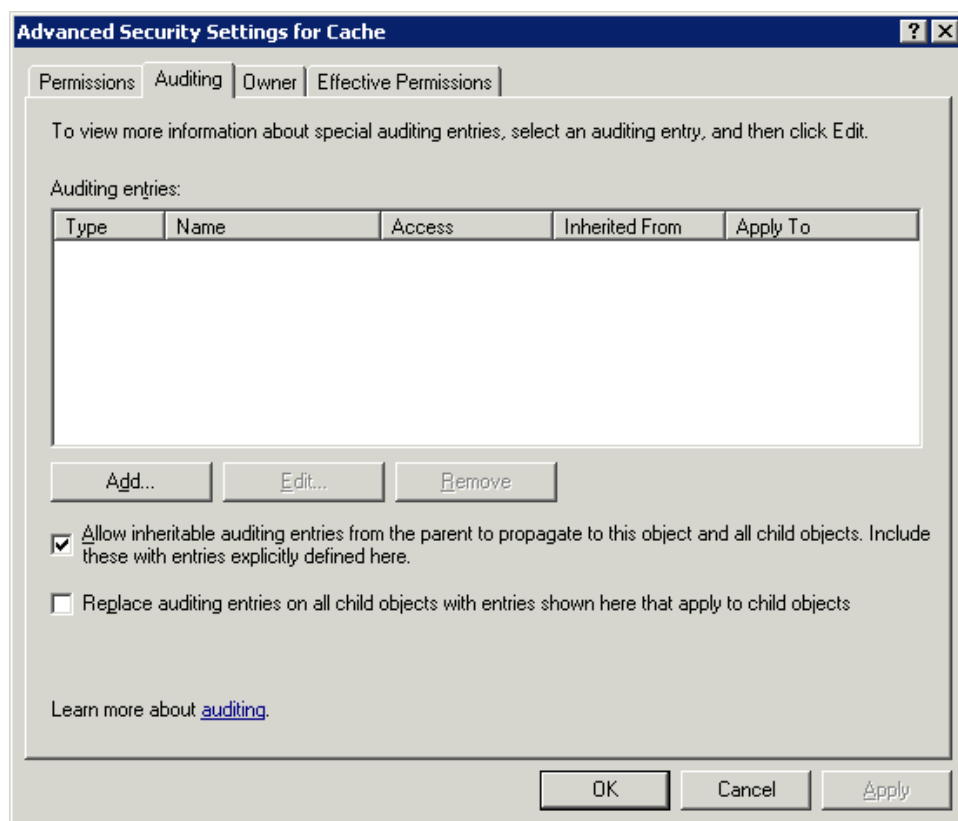 Advanced Security Settings for Cache
Permissions Auditing Owner Effective Permissions
To view more information about special auditing entries, select an auditing entry, and then click Edit.
Auditing entries:
Type Name Access Inherited From Apply To
Add... Edit... Remove
Allow inheritable auditing entries from the parent to propagate to this object and all child objects. Include
these with entries explicitly defined here.
Replace auditing entries on all child objects with entries shown here that apply to child objects
Learn more about auditing.
OK Cancel Apply